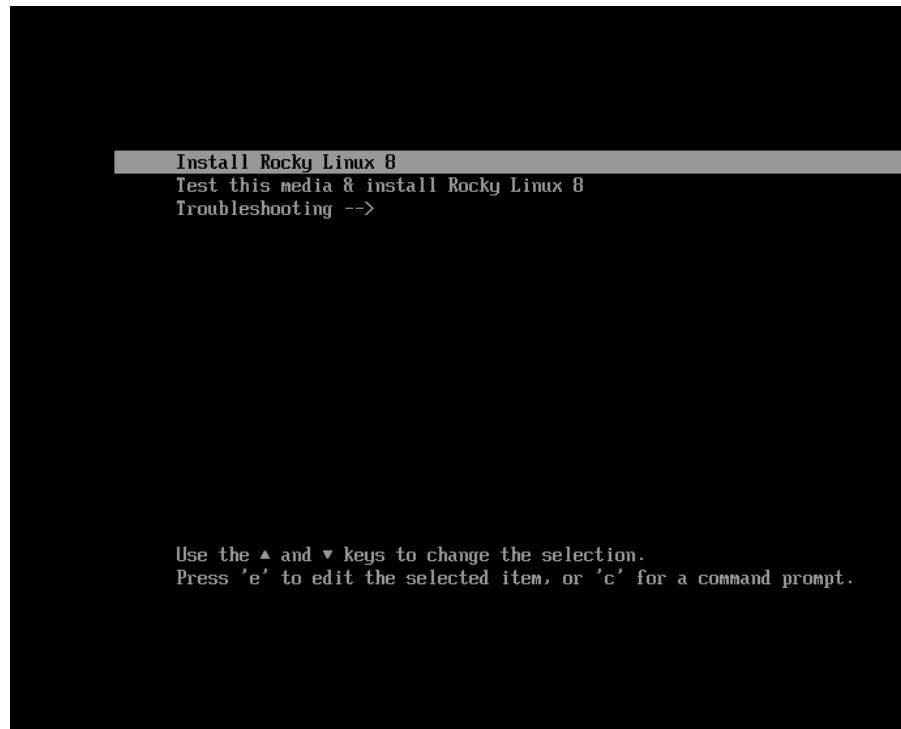 Install Rocky Linux 8
Test this media & install Rocky Linux 8
Troubleshooting -->
Use the ▲ and ▼ keys to change the selection.
Press 'e' to edit the selected item, or 'c' for a command prompt.